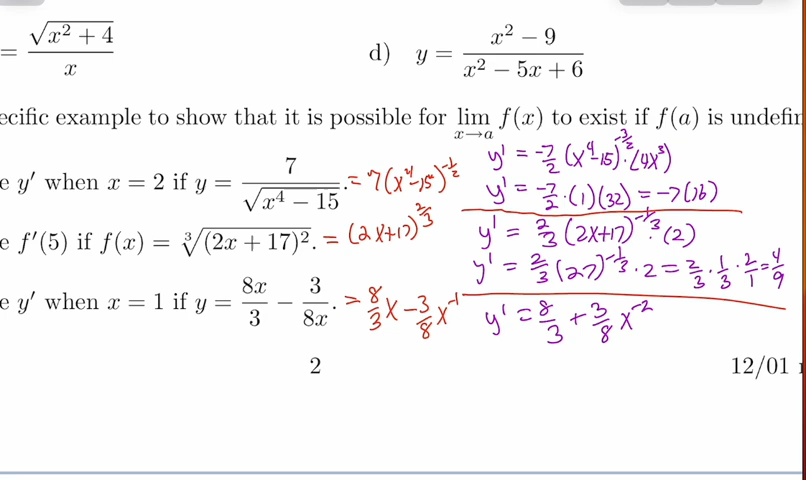 = √(x² + 4) / x
d) y = (x² − 9) / (x² − 5x + 6)
ecific example to show that it is possible for lim x→a f(x) to exist if f(a) is undefin
y' = -7/2 (x⁴-15)^(-3/2) · (4x³)
e y′ when x = 2 if y = 7 / √(x⁴ − 15). = 7(x⁴-15)^(-1/2)
y' = -7/2 · (1)(32) = -7(16)
y' = 2/3 (2x+17)^(-1/3) · (2)
e f′(5) if f(x) = ∛((2x + 17)²). = (2x+17)^(2/3)
y' = 2/3 (27)^(-1/3) · 2 = 2/3 · 1/3 · 2/1 = 4/9
e y′ when x = 1 if y = 8x/3 − 3/8x. = 8/3 x - 3/8 x^(-1)
y' = 8/3 + 3/8 x^(-2)
2
12/01